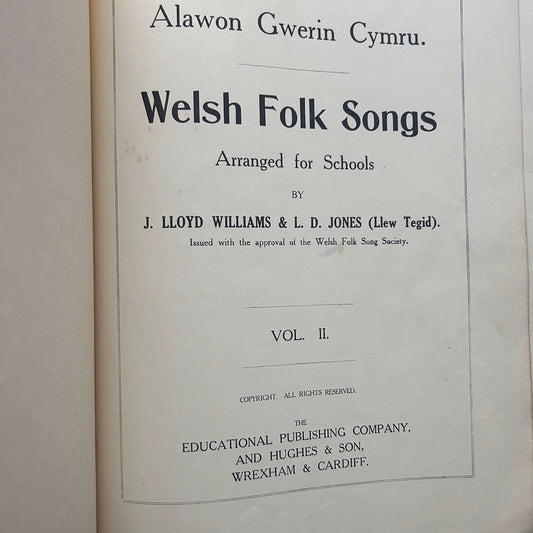 Alawon Gwerin Cymru.
Welsh Folk Songs
Arranged for Schools
BY
J. LLOYD WILLIAMS & L. D. JONES (Llew Tegid).
Issued with the approval of the Welsh Folk Song Society.
VOL. II.
COPYRIGHT. ALL RIGHTS RESERVED.
THE
EDUCATIONAL PUBLISHING COMPANY,
AND HUGHES & SON,
WREXHAM & CARDIFF.